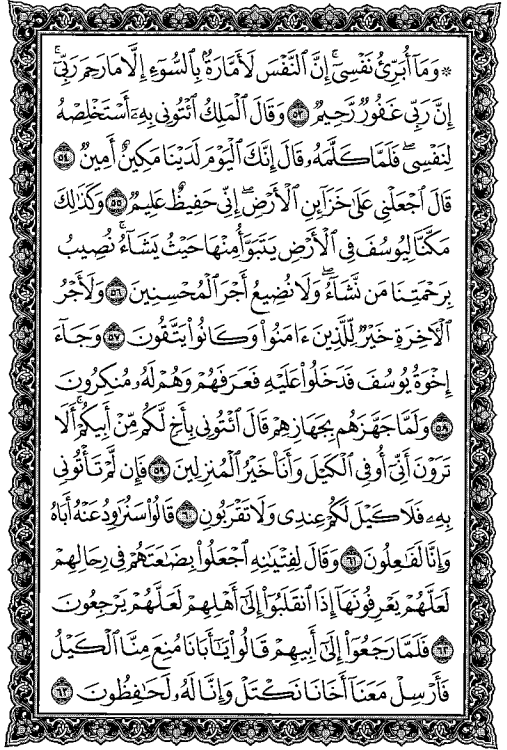 ۞ وَمَآ أُبَرِّئُ نَفْسِىٓ ۚ إِنَّ ٱلنَّفْسَ لَأَمَّارَةٌۢ بِٱلسُّوٓءِ إِلَّا مَا رَحِمَ رَبِّىٓ ۚ
إِنَّ رَبِّى غَفُورٌ رَّحِيمٌ ۝٥٣ وَقَالَ ٱلْمَلِكُ ٱئْتُونِى بِهِۦٓ أَسْتَخْلِصْهُ
لِنَفْسِى ۖ فَلَمَّا كَلَّمَهُۥ قَالَ إِنَّكَ ٱلْيَوْمَ لَدَيْنَا مَكِينٌ أَمِينٌ ۝٥٤
قَالَ ٱجْعَلْنِى عَلَىٰ خَزَآئِنِ ٱلْأَرْضِ ۖ إِنِّى حَفِيظٌ عَلِيمٌ ۝٥٥ وَكَذَٰلِكَ
مَكَّنَّا لِيُوسُفَ فِى ٱلْأَرْضِ يَتَبَوَّأُ مِنْهَا حَيْثُ يَشَآءُ ۚ نُصِيبُ
بِرَحْمَتِنَا مَن نَّشَآءُ ۖ وَلَا نُضِيعُ أَجْرَ ٱلْمُحْسِنِينَ ۝٥٦ وَلَأَجْرُ
ٱلْـَٔاخِرَةِ خَيْرٌ لِّلَّذِينَ ءَامَنُوا۟ وَكَانُوا۟ يَتَّقُونَ ۝٥٧ وَجَآءَ
إِخْوَةُ يُوسُفَ فَدَخَلُوا۟ عَلَيْهِ فَعَرَفَهُمْ وَهُمْ لَهُۥ مُنكِرُونَ
۝٥٨ وَلَمَّا جَهَّزَهُم بِجَهَازِهِمْ قَالَ ٱئْتُونِى بِأَخٍ لَّكُم مِّنْ أَبِيكُمْ ۚ أَلَا
تَرَوْنَ أَنِّىٓ أُوفِى ٱلْكَيْلَ وَأَنَا۠ خَيْرُ ٱلْمُنزِلِينَ ۝٥٩ فَإِن لَّمْ تَأْتُونِى
بِهِۦ فَلَا كَيْلَ لَكُمْ عِندِى وَلَا تَقْرَبُونِ ۝٦٠ قَالُوا۟ سَنُرَٰوِدُ عَنْهُ أَبَاهُ
وَإِنَّا لَفَـٰعِلُونَ ۝٦١ وَقَالَ لِفِتْيَـٰنِهِ ٱجْعَلُوا۟ بِضَـٰعَتَهُمْ فِى رِحَالِهِمْ
لَعَلَّهُمْ يَعْرِفُونَهَآ إِذَا ٱنقَلَبُوٓا۟ إِلَىٰٓ أَهْلِهِمْ لَعَلَّهُمْ يَرْجِعُونَ
۝٦٢ فَلَمَّا رَجَعُوٓا۟ إِلَىٰٓ أَبِيهِمْ قَالُوا۟ يَـٰٓأَبَانَا مُنِعَ مِنَّا ٱلْكَيْلُ
فَأَرْسِلْ مَعَنَآ أَخَانَا نَكْتَلْ وَإِنَّا لَهُۥ لَحَـٰفِظُونَ ۝٦٣